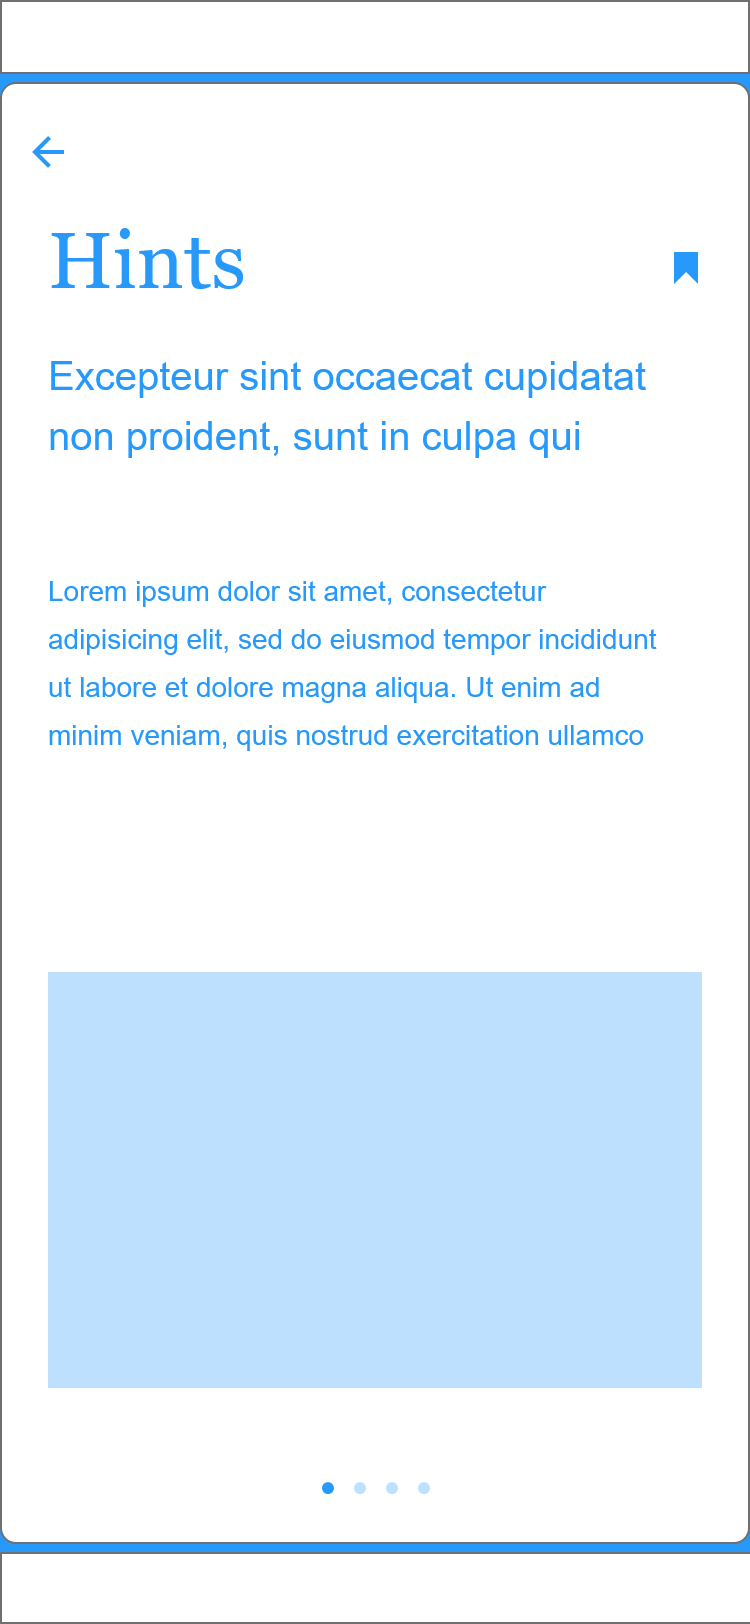 Hints
Excepteur sint occaecat cupidatat
non proident, sunt in culpa qui
Lorem ipsum dolor sit amet, consectetur
adipisicing elit, sed do eiusmod tempor incididunt
ut labore et dolore magna aliqua. Ut enim ad
minim veniam, quis nostrud exercitation ullamco